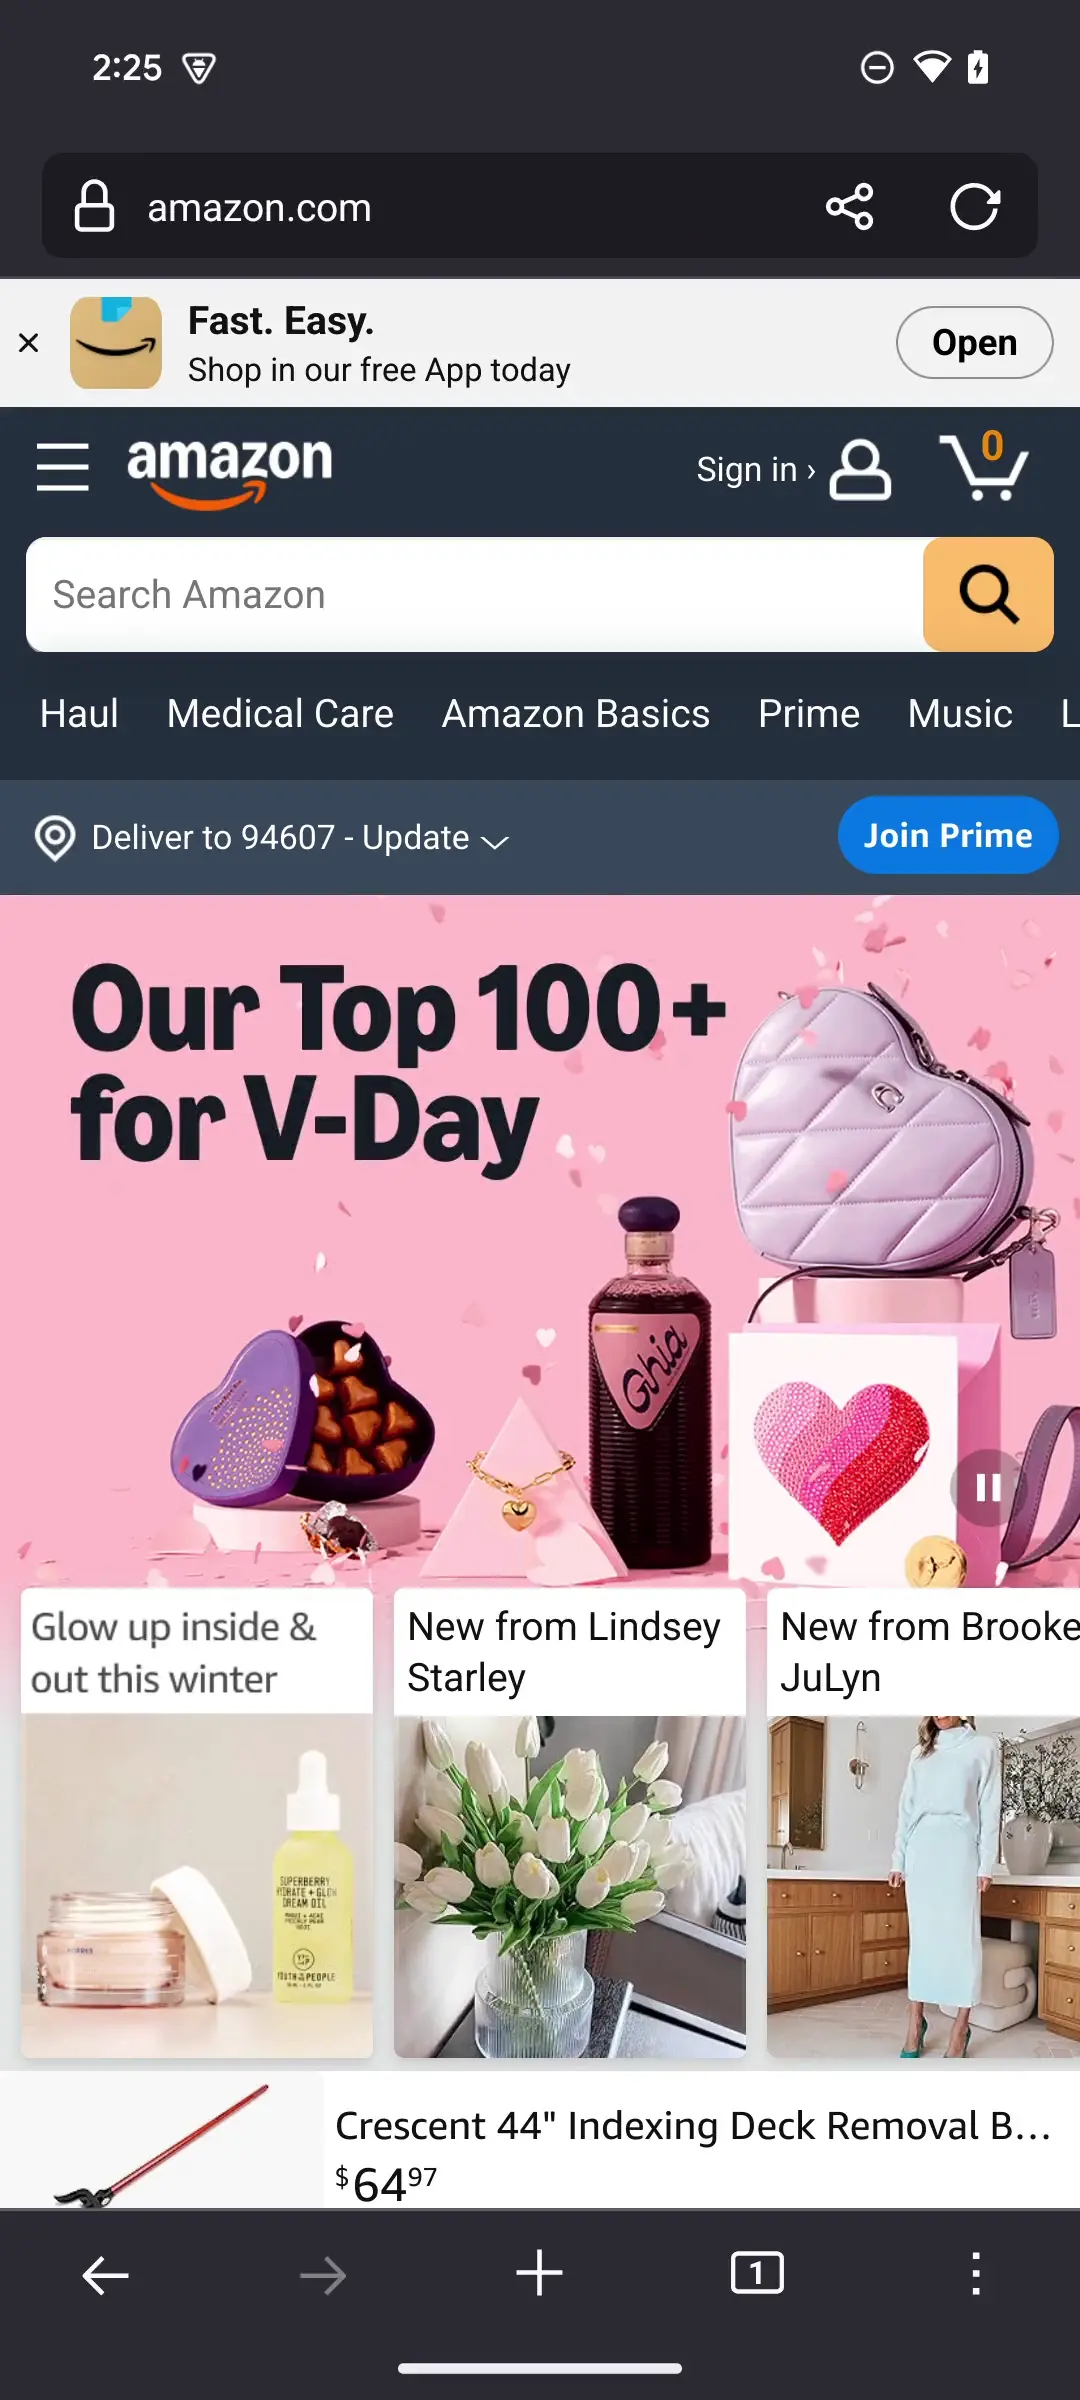 2:25
amazon.com
Fast. Easy.
Shop in our free App today
Open
amazon
Sign in ›
0
Search Amazon
Haul Medical Care Amazon Basics Prime Music L
Deliver to 94607 - Update
Join Prime
Our Top 100+
for V-Day
Ghia
Glow up inside &
out this winter
New from Lindsey
Starley
New from Brooke
JuLyn
SUPERBERRY
HYDRATE + GLOW
DREAM OIL
YOUTH TO THE PEOPLE
Crescent 44" Indexing Deck Removal B...
$64 97
1